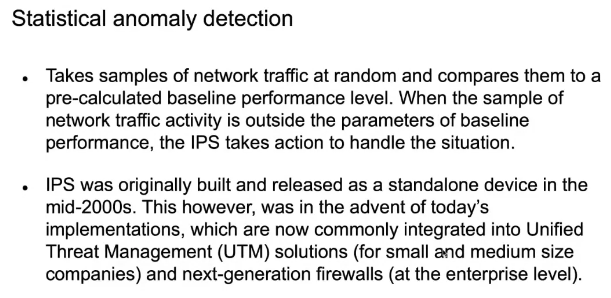 Statistical anomaly detection
• Takes samples of network traffic at random and compares them to a
pre-calculated baseline performance level. When the sample of
network traffic activity is outside the parameters of baseline
performance, the IPS takes action to handle the situation.
• IPS was originally built and released as a standalone device in the
mid-2000s. This however, was in the advent of today’s
implementations, which are now commonly integrated into Unified
Threat Management (UTM) solutions (for small and medium size
companies) and next-generation firewalls (at the enterprise level).